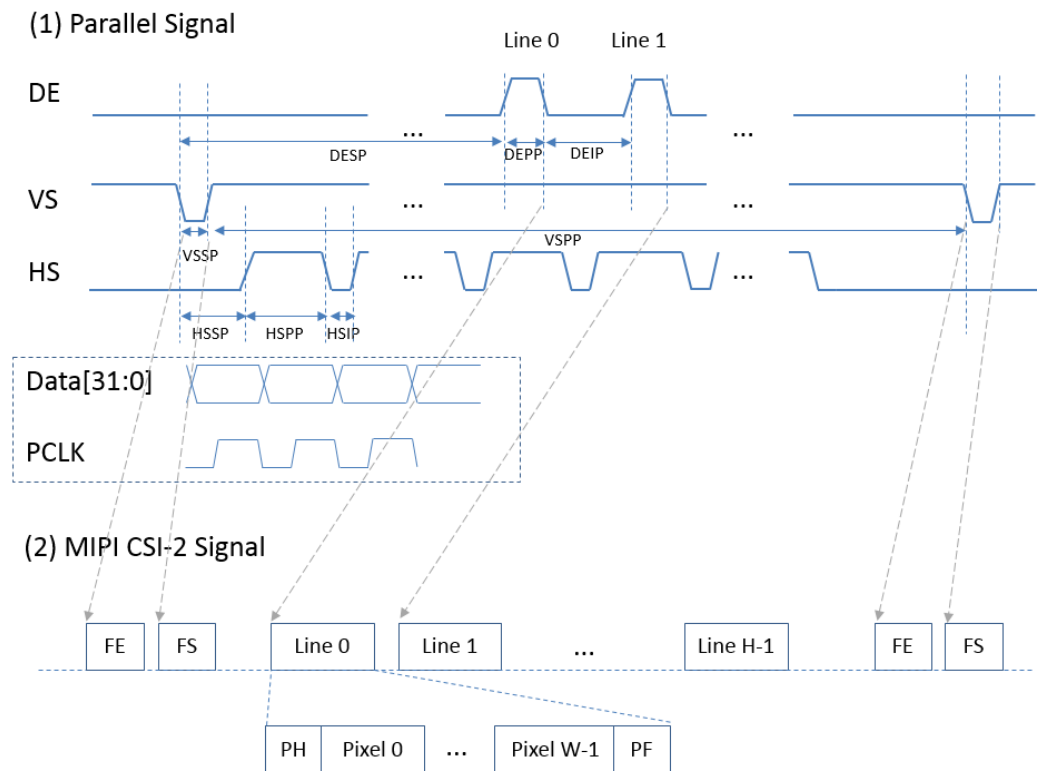 (1) Parallel Signal
Line 0
Line 1
DE
...
...
DESP
DEPP
DEIP
VS
...
...
VSSP
VSPP
HS
...
...
HSSP
HSPP
HSIP
Data[31:0]
PCLK
(2) MIPI CSI-2 Signal
FE
FS
Line 0
Line 1
...
Line H-1
FE
FS
PH
Pixel 0
...
Pixel W-1
PF